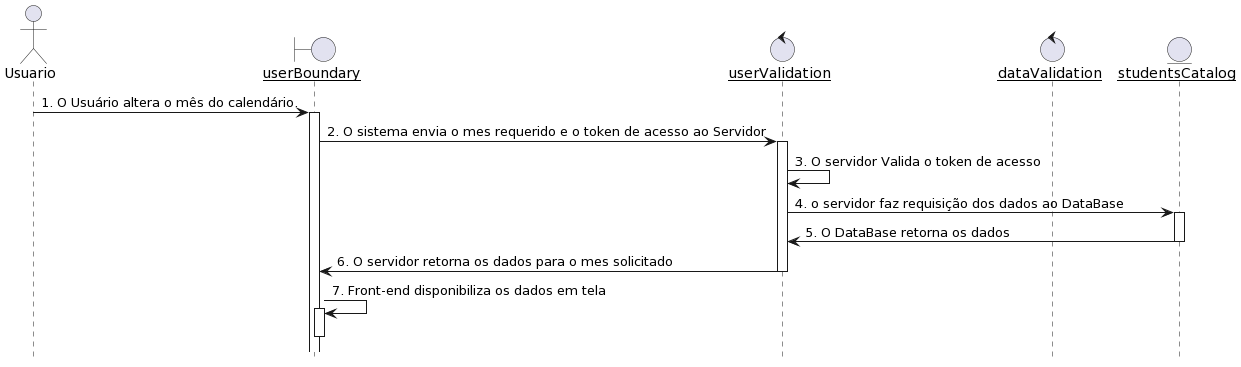 Usuario
userBoundary
userValidation
dataValidation
studentsCatalog
1. O Usuário altera o mês do calendário.
2. O sistema envia o mes requerido e o token de acesso ao Servidor
3. O servidor Valida o token de acesso
4. o servidor faz requisição dos dados ao DataBase
5. O DataBase retorna os dados
6. O servidor retorna os dados para o mes solicitado
7. Front-end disponibiliza os dados em tela